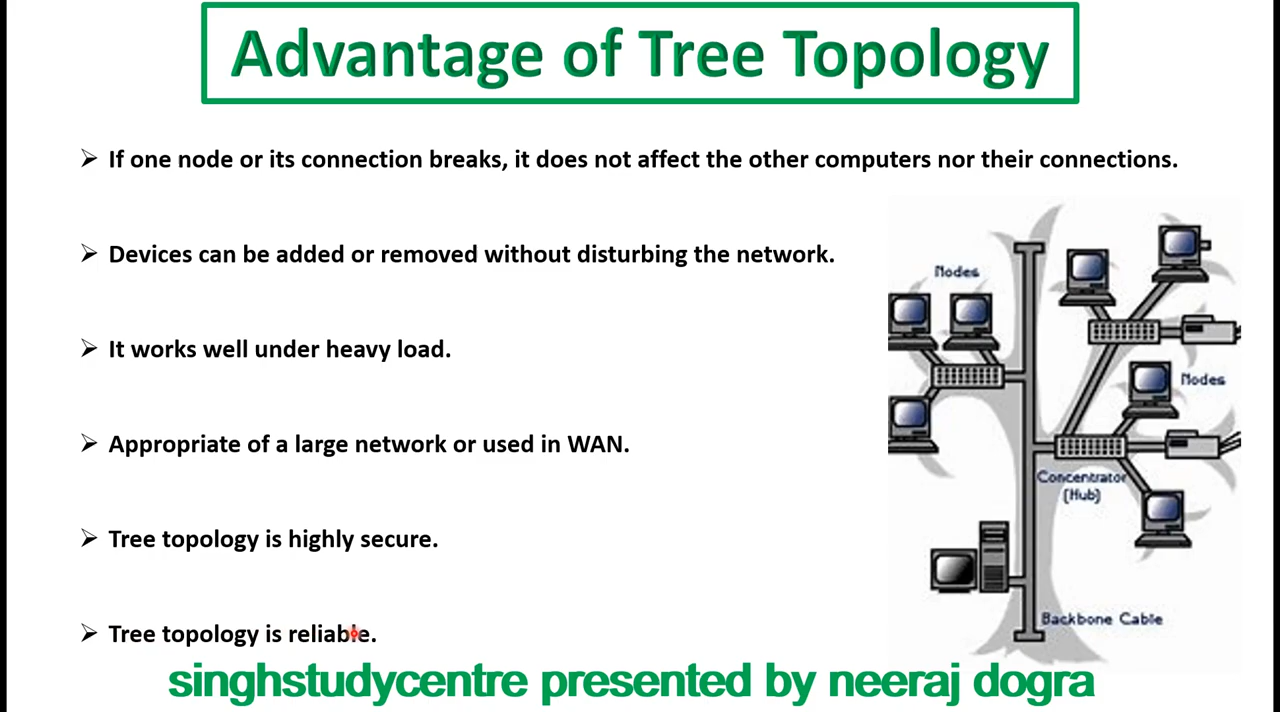 Advantage of Tree Topology
➢ If one node or its connection breaks, it does not affect the other computers nor their connections.
➢ Devices can be added or removed without disturbing the network.
➢ It works well under heavy load.
➢ Appropriate of a large network or used in WAN.
➢ Tree topology is highly secure.
➢ Tree topology is reliable.
Nodes
Nodes
Concentrator
(Hub)
Backbone Cable
singhstudycentre presented by neeraj dogra